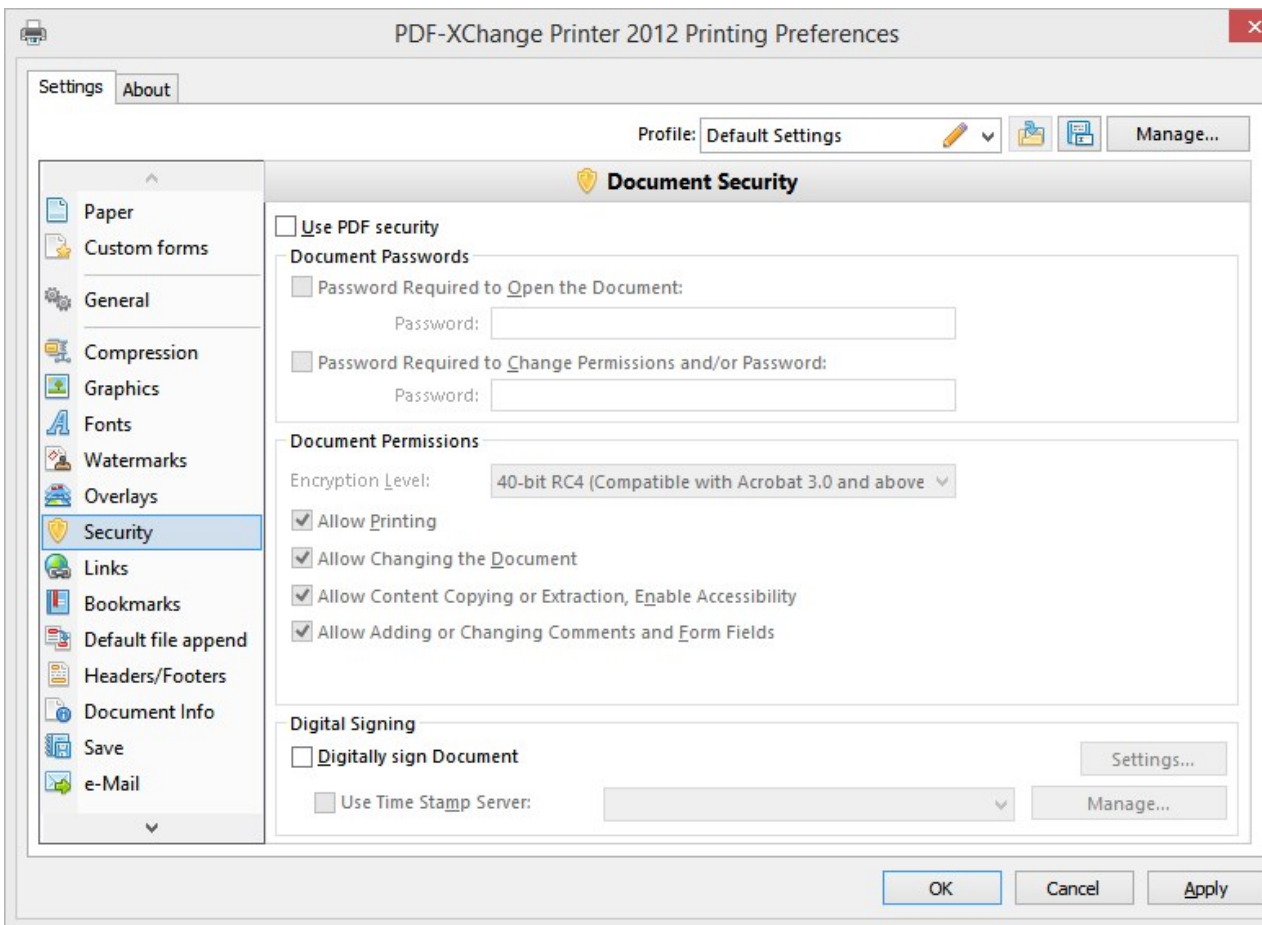 PDF-XChange Printer 2012 Printing Preferences
Settings
About
Profile:
Default Settings
Manage...
Paper
Custom forms
General
Compression
Graphics
Fonts
Watermarks
Overlays
Security
Links
Bookmarks
Default file append
Headers/Footers
Document Info
Save
e-Mail
Document Security
Use PDF security
Document Passwords
Password Required to Open the Document:
Password:
Password Required to Change Permissions and/or Password:
Password:
Document Permissions
Encryption Level:
40-bit RC4 (Compatible with Acrobat 3.0 and above
Allow Printing
Allow Changing the Document
Allow Content Copying or Extraction, Enable Accessibility
Allow Adding or Changing Comments and Form Fields
Digital Signing
Digitally sign Document
Settings...
Use Time Stamp Server:
Manage...
OK
Cancel
Apply